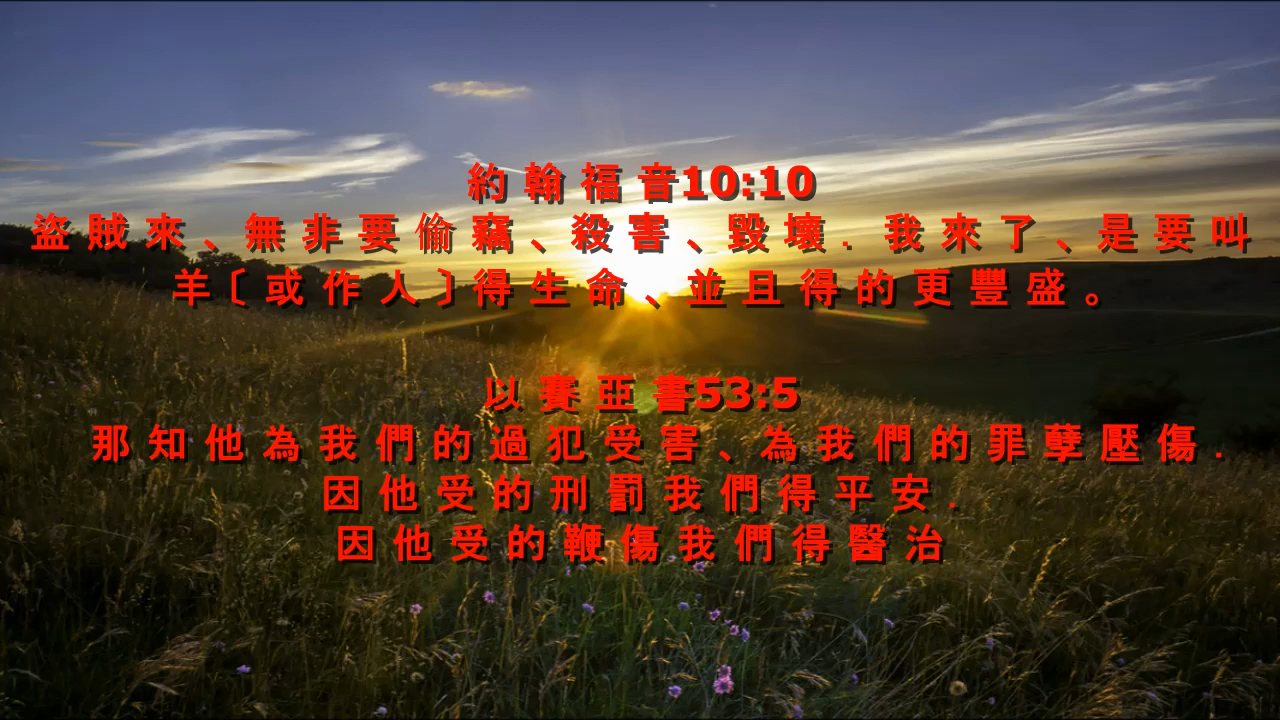 約 翰 福 音10:10
盜 賊 來 、無 非 要 偷 竊 、殺 害 、毀 壞 . 我 來 了 、是 要 叫
羊〔 或 作 人 〕得 生 命 、並 且 得 的 更 豐 盛 。
以 賽 亞 書53:5
那 知 他 為 我 們 的 過 犯 受 害 、為 我 們 的 罪 孽 壓 傷 .
因 他 受 的 刑 罰 我 們 得 平 安 .
因 他 受 的 鞭 傷 我 們 得 醫 治